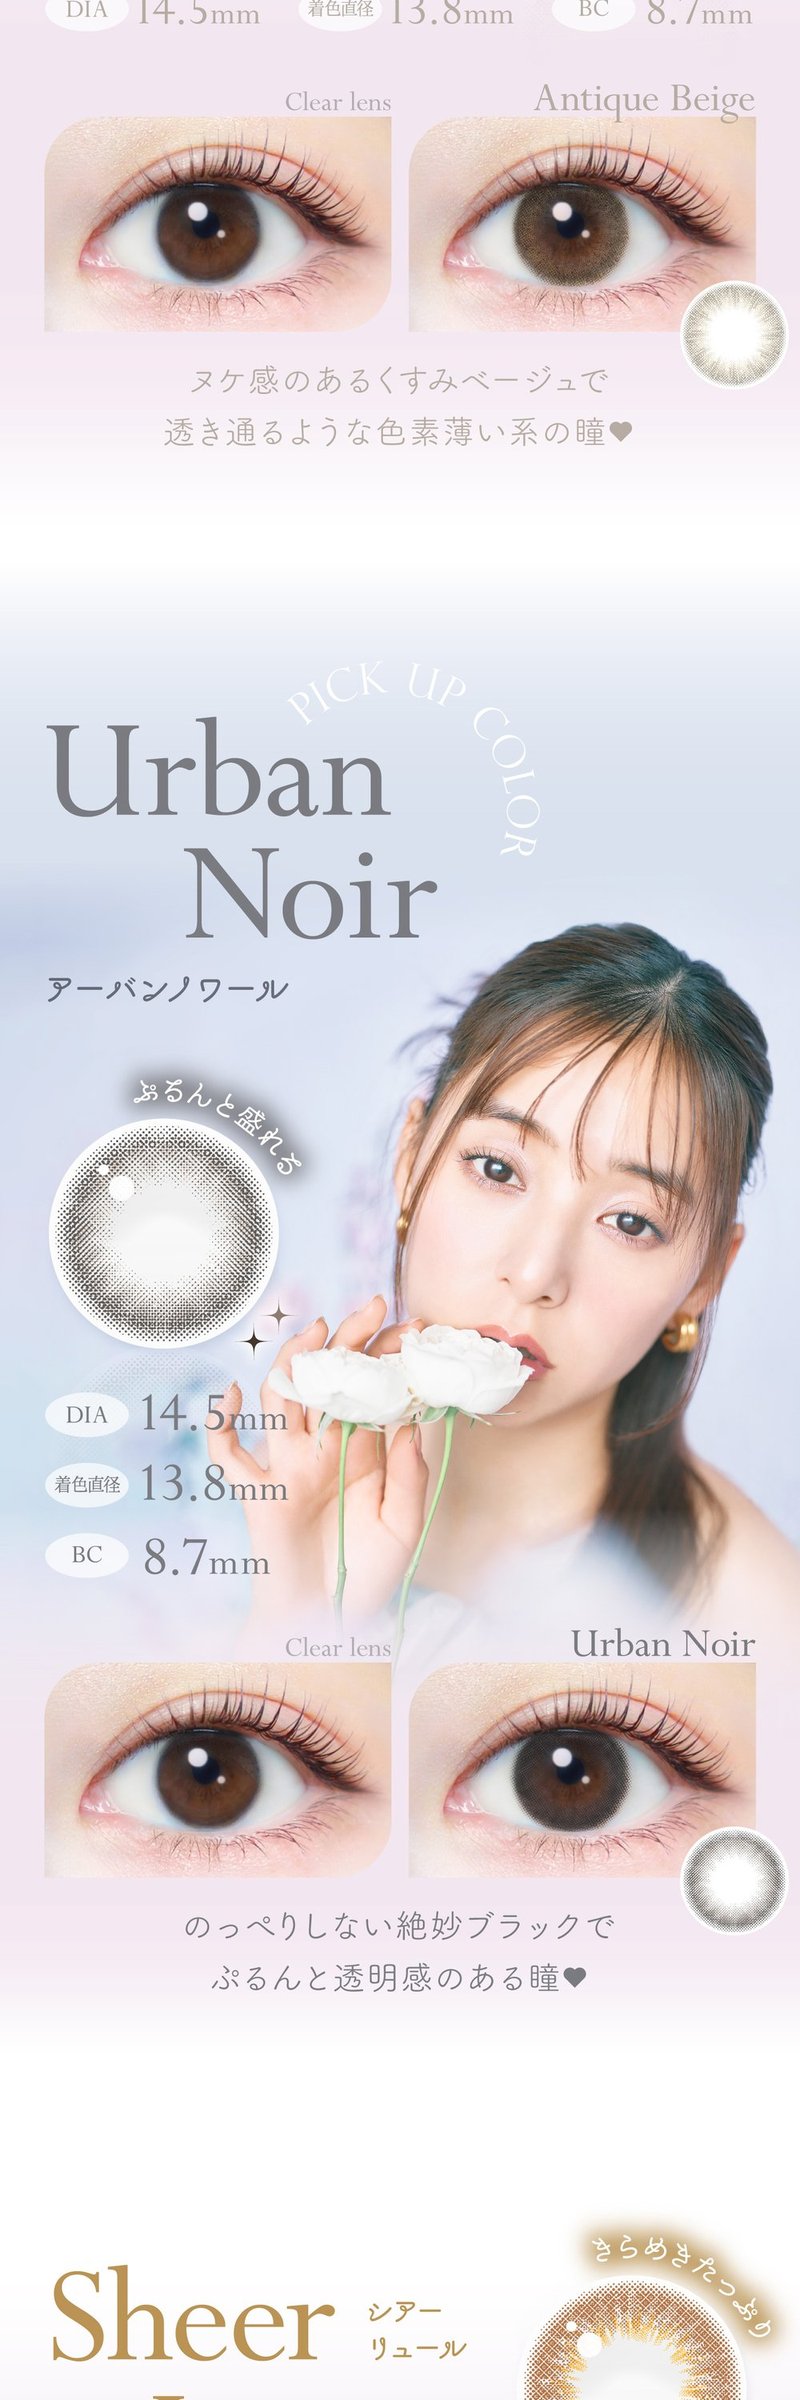 DIA 14.5mm 着色直径 13.8mm BC 8.7mm
Clear lens
Antique Beige
ヌケ感のあるくすみベージュで
透き通るような色素薄い系の瞳♥
PICK UP COLOR
Urban
Noir
アーバンノワール
ぷるんと盛れる
DIA 14.5mm
着色直径 13.8mm
BC 8.7mm
Clear lens
Urban Noir
のっぺりしない絶妙ブラックで
ぷるんと透明感のある瞳♥
きらめきたっぷり
Sheer
シアー
リュール